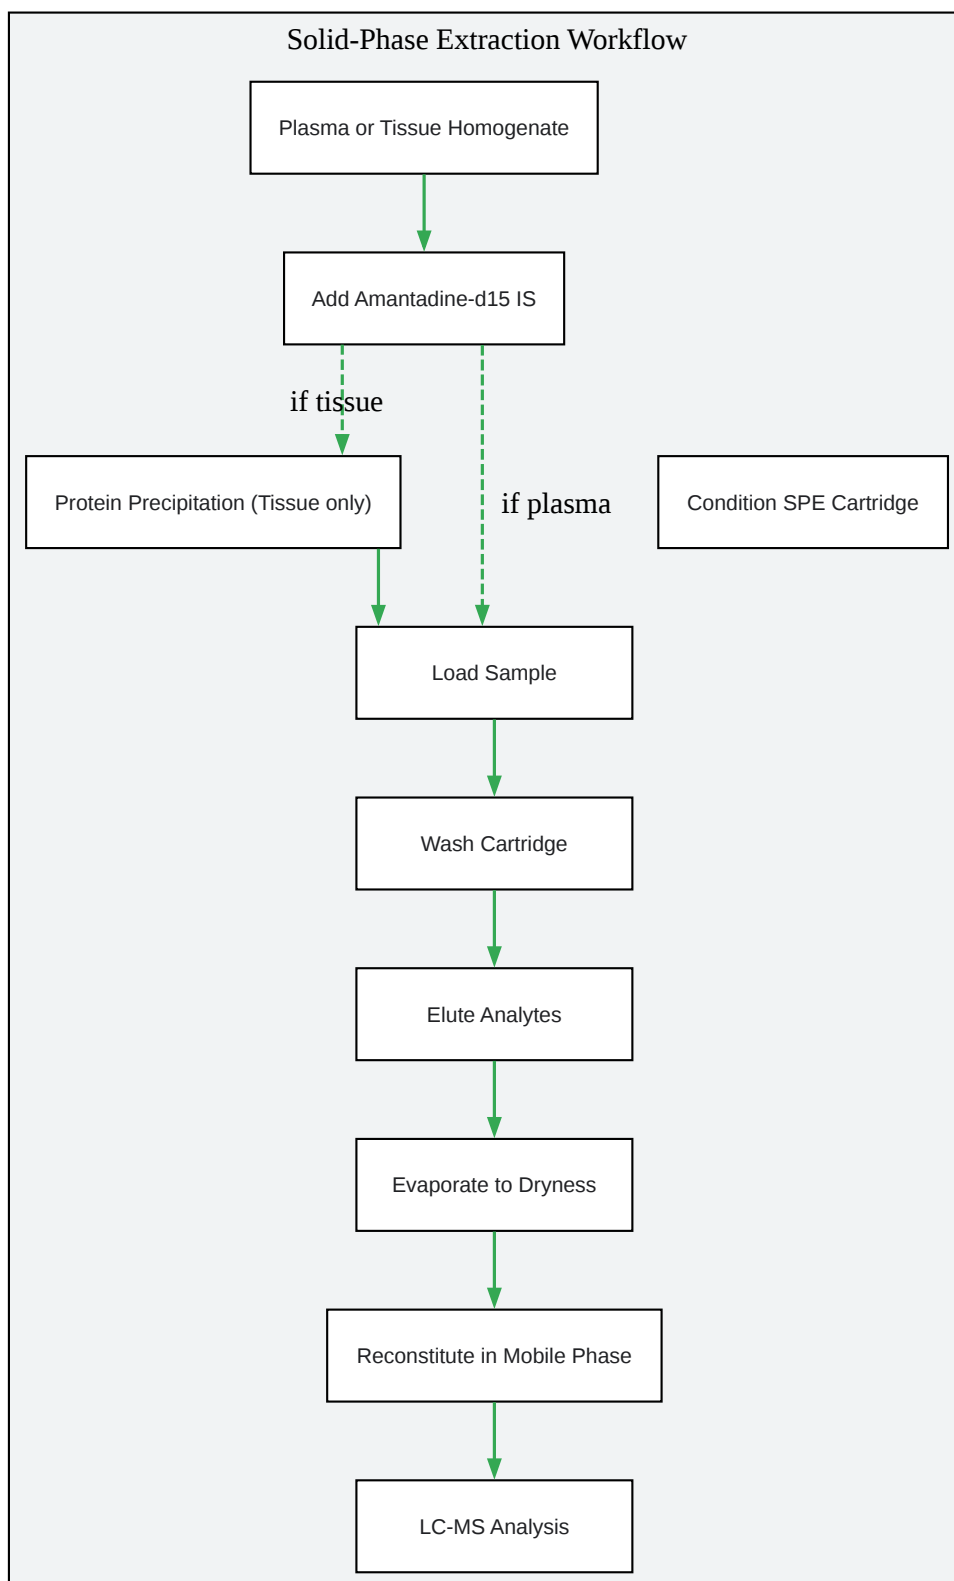 Solid-Phase Extraction Workflow
Plasma or Tissue Homogenate
Add Amantadine-d15 IS
if tissue
Protein Precipitation (Tissue only)
if plasma
Condition SPE Cartridge
Load Sample
Wash Cartridge
Elute Analytes
Evaporate to Dryness
Reconstitute in Mobile Phase
LC-MS Analysis